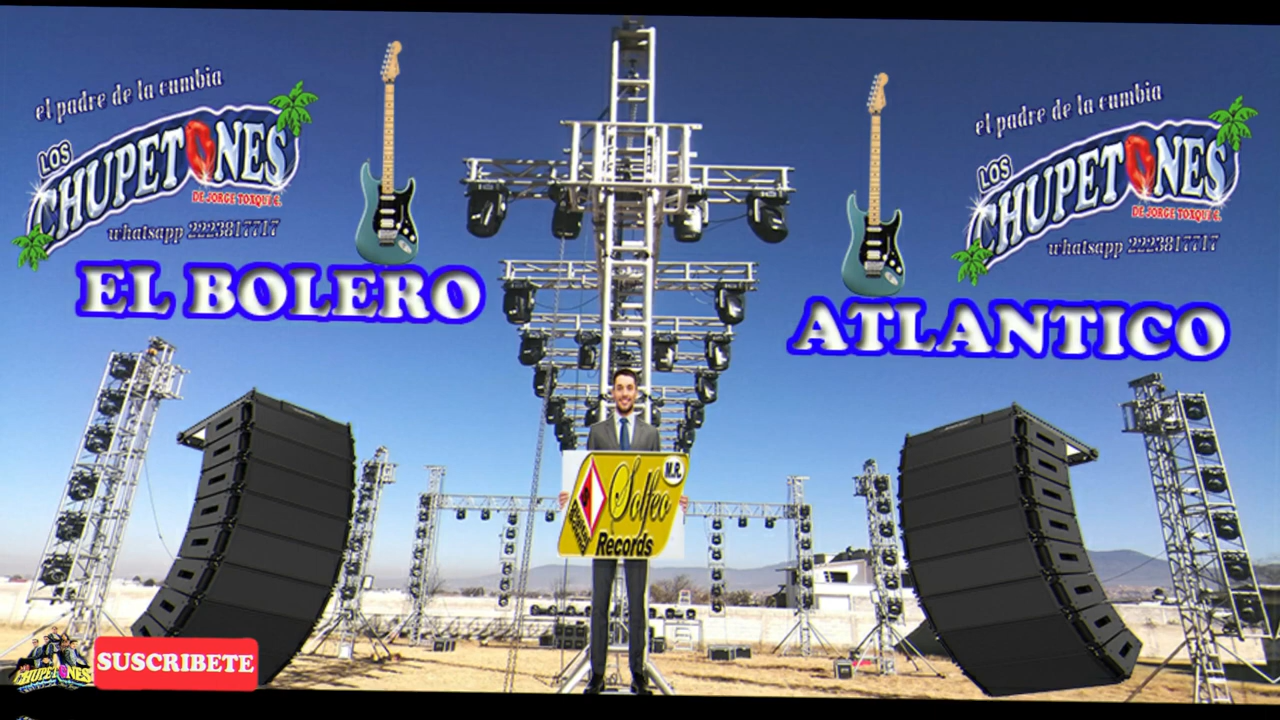 el padre de la cumbia
LOS
CHUPETONES
DE JORGE TOXQUI E.
whatsapp 2223817717
EL BOLERO
el padre de la cumbia
LOS
CHUPETONES
DE JORGE TOXQUI E.
whatsapp 2223817717
ATLANTICO
M.R.
Solfeo
Records
CHUPETONES
SUSCRIBETE